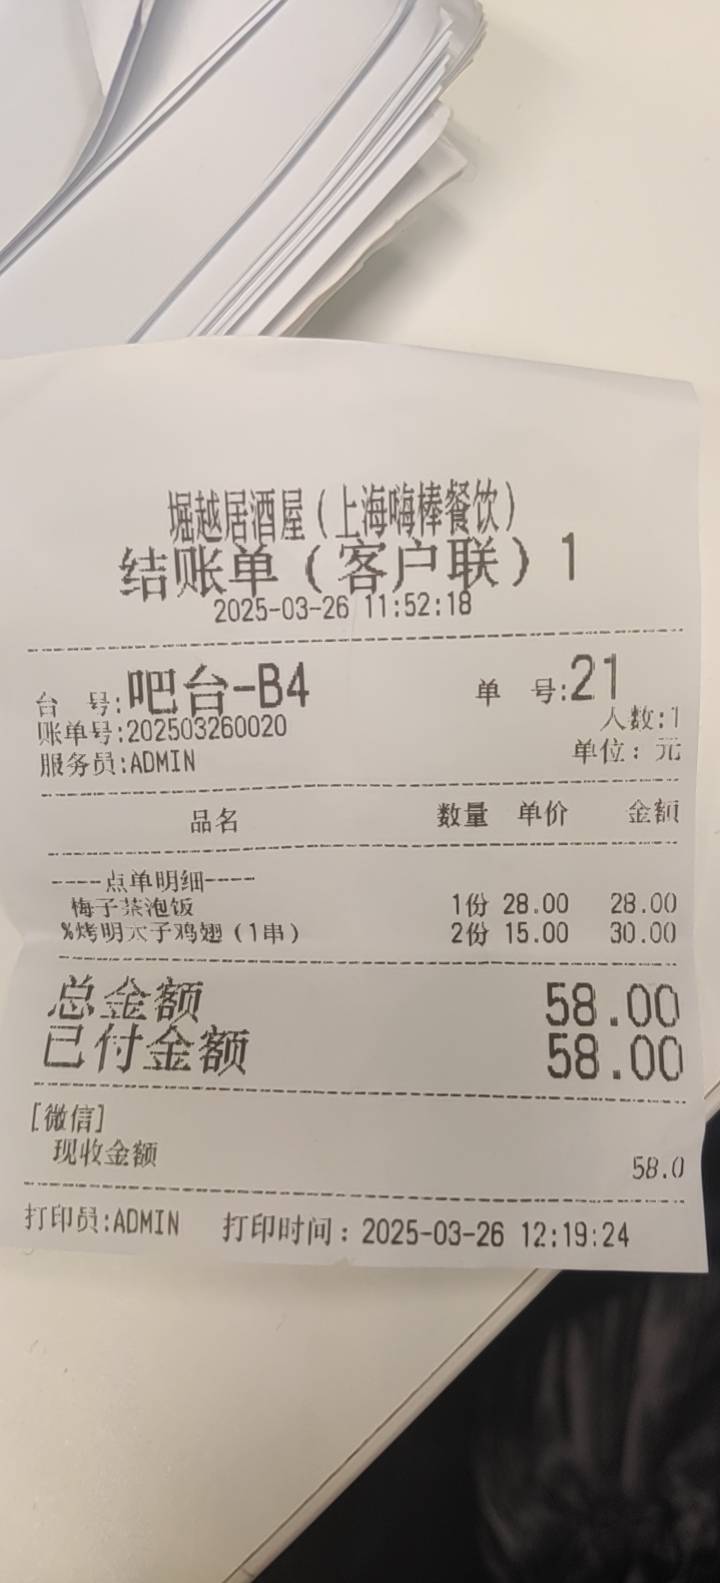 堀越居酒屋(上海嗨棒餐饮)
结账单(客户联)1
2025-03-26 11:52:18
台 号:吧台-B4 单 号:21
账单号:202503260020 人数:1
服务员:ADMIN 单位: 元
品名 数量 单价 金额
----点单明细----
梅子茶泡饭 1份 28.00 28.00
%烤明太子鸡翅(1串) 2份 15.00 30.00
总金额 58.00
已付金额 58.00
[微信]
现收金额 58.0
打印员:ADMIN 打印时间:2025-03-26 12:19:24